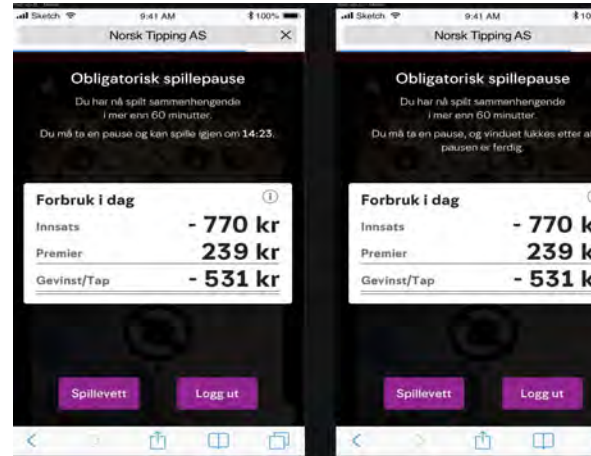 Sketch 9:41 AM 100%
Norsk Tipping AS
Obligatorisk spillepause
Du har nå spilt sammenhengende
i mer enn 60 minutter.
Du må ta en pause og kan spille igjen om 14:23.
Forbruk i dag
Innsats - 770 kr
Premier 239 kr
Gevinst/Tap - 531 kr
Spillevett Logg ut
Sketch 9:41 AM 10
Norsk Tipping AS
Obligatorisk spillepause
Du har nå spilt sammenhengende
i mer enn 60 minutter.
Du må ta en pause, og vinduet lukkes etter at
pausen er ferdig.
Forbruk i dag
Innsats - 770 k
Premier 239 k
Gevinst/Tap - 531 k
Spillevett Logg ut